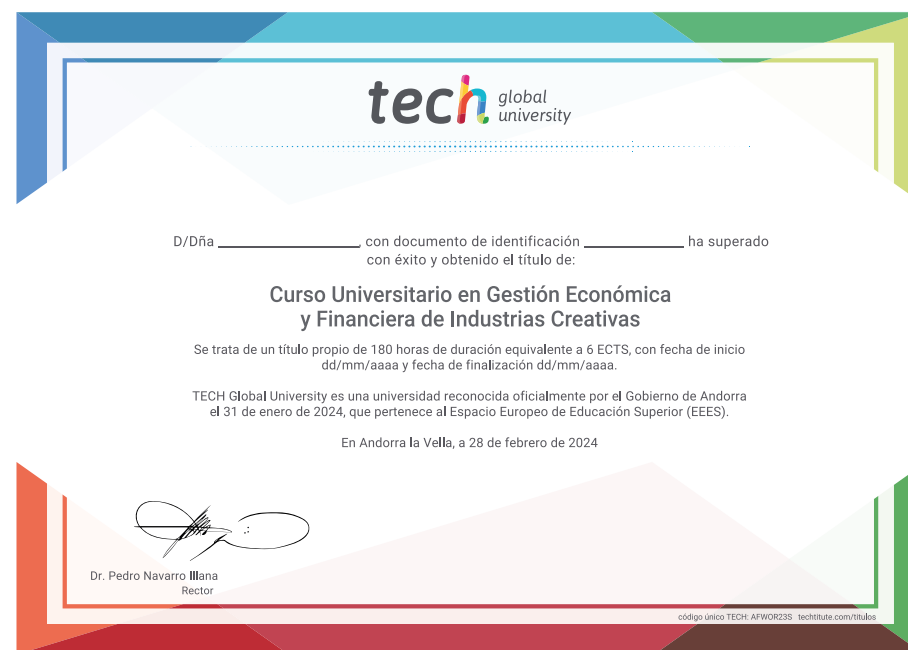 tech global university
D/Dña ____________, con documento de identificación ____________ ha superado
con éxito y obtenido el título de:
Curso Universitario en Gestión Económica
y Financiera de Industrias Creativas
Se trata de un título propio de 180 horas de duración equivalente a 6 ECTS, con fecha de inicio
dd/mm/aaaa y fecha de finalización dd/mm/aaaa.
TECH Global University es una universidad reconocida oficialmente por el Gobierno de Andorra
el 31 de enero de 2024, que pertenece al Espacio Europeo de Educación Superior (EEES).
En Andorra la Vella, a 28 de febrero de 2024
Dr. Pedro Navarro Illana
Rector
código único TECH: AFWOR23S techtitute.com/titulos